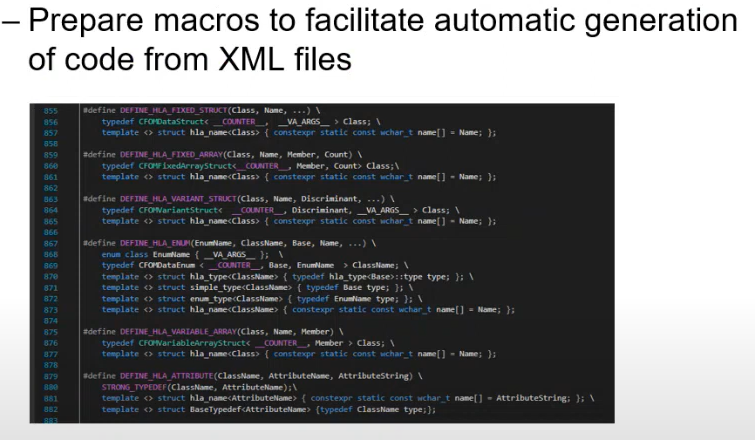 – Prepare macros to facilitate automatic generation
of code from XML files
855 #define DEFINE_HLA_FIXED_STRUCT(Class, Name, ...) \
856 typedef CFOMDataStruct< __COUNTER__, __VA_ARGS__ > Class; \
857 template <> struct hla_name<Class> { constexpr static const wchar_t name[] = Name; };
858
859 #define DEFINE_HLA_FIXED_ARRAY(Class, Name, Member, Count) \
860 typedef CFOMFixedArrayStruct<__COUNTER__, Member, Count> Class;\
861 template <> struct hla_name<Class> { constexpr static const wchar_t name[] = Name; };
862
863 #define DEFINE_HLA_VARIANT_STRUCT(Class, Name, Discriminant, ...) \
864 typedef CFOMVariantStruct< __COUNTER__, Discriminant, __VA_ARGS__ > Class; \
865 template <> struct hla_name<Class> { constexpr static const wchar_t name[] = Name; };
866
867 #define DEFINE_HLA_ENUM(EnumName, ClassName, Base, Name, ...) \
868 enum class EnumName { __VA_ARGS__ }; \
869 typedef CFOMDataEnum < __COUNTER__, Base, EnumName > ClassName; \
870 template <> struct hla_type<ClassName> { typedef hla_type<Base>::type type; }; \
871 template <> struct simple_type<ClassName> { typedef Base type; }; \
872 template <> struct enum_type<ClassName> { typedef EnumName type; }; \
873 template <> struct hla_name<ClassName> { constexpr static const wchar_t name[] = Name; };
874
875 #define DEFINE_HLA_VARIABLE_ARRAY(Class, Name, Member) \
876 typedef CFOMVariableArrayStruct< __COUNTER__, Member > Class; \
877 template <> struct hla_name<Class> { constexpr static const wchar_t name[] = Name; };
878
879 #define DEFINE_HLA_ATTRIBUTE(ClassName, AttributeName, AttributeString) \
880 STRONG_TYPEDEF(ClassName, AttributeName);\
881 template <> struct hla_name<AttributeName> { constexpr static const wchar_t name[] = AttributeString; }; \
882 template <> struct BaseTypedef<AttributeName> {typedef ClassName type;};
883